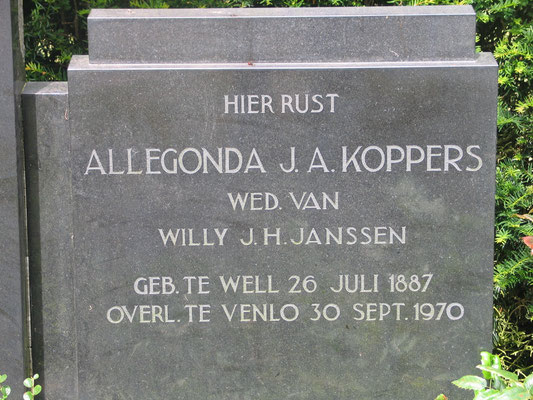 HIER RUST
ALLEGONDA J. A. KOPPERS
WED. VAN
WILLY J. H. JANSSEN
GEB. TE WELL 26 JULI 1887
OVERL. TE VENLO 30 SEPT. 1970